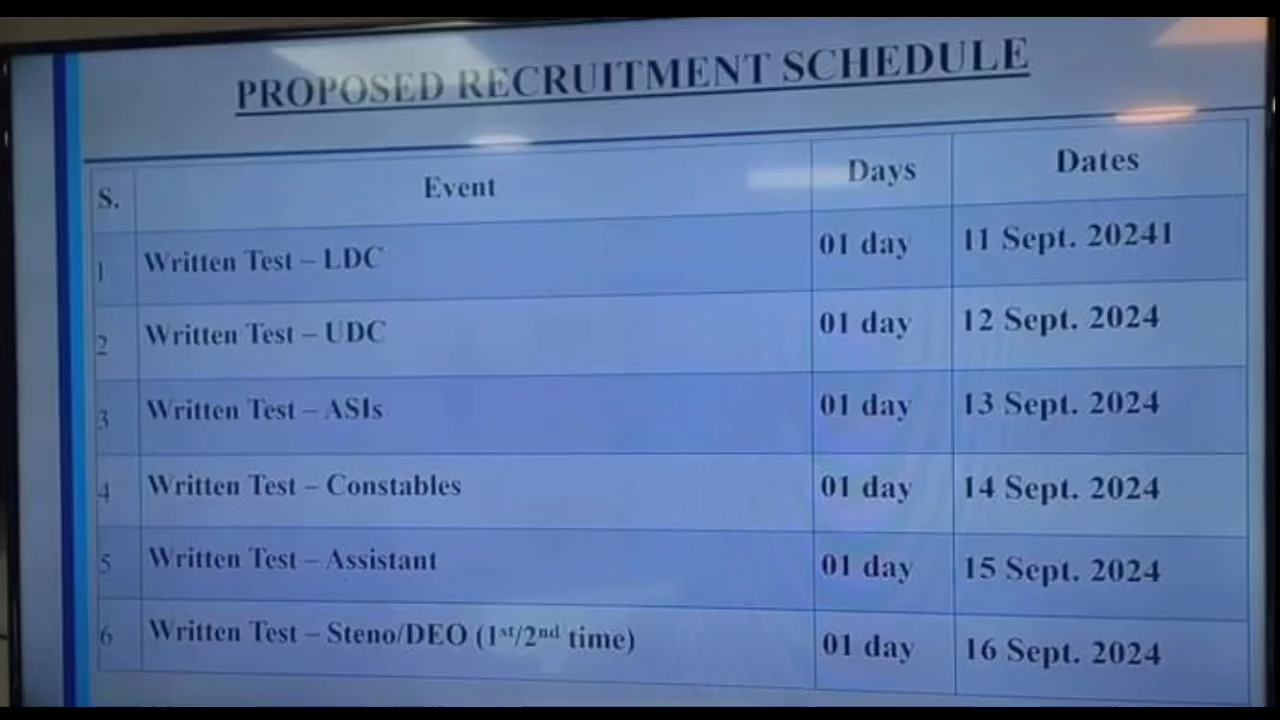 PROPOSED RECRUITMENT SCHEDULE
S. Event Days Dates
1 Written Test – LDC 01 day 11 Sept. 20241
2 Written Test – UDC 01 day 12 Sept. 2024
3 Written Test – ASIs 01 day 13 Sept. 2024
4 Written Test – Constables 01 day 14 Sept. 2024
5 Written Test – Assistant 01 day 15 Sept. 2024
6 Written Test – Steno/DEO (1st/2nd time) 01 day 16 Sept. 2024